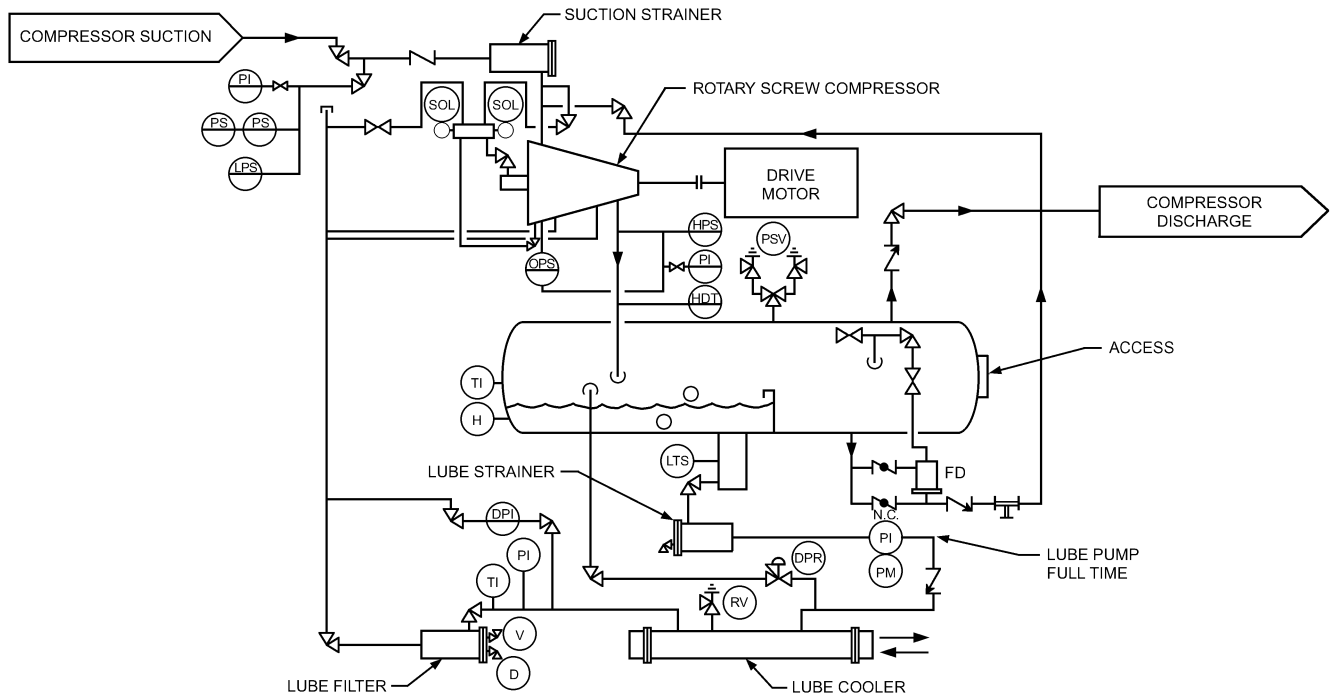 SUCTION STRAINER
COMPRESSOR SUCTION
PI
SOL
SOL
ROTARY SCREW COMPRESSOR
PS
PS
LPS
DRIVE
MOTOR
COMPRESSOR
DISCHARGE
HPS
PSV
OPS
PI
HDT
ACCESS
TI
H
LTS
LUBE STRAINER
FD
N.C.
DPI
PI
LUBE PUMP
FULL TIME
PI
DPR
PM
TI
RV
V
D
LUBE FILTER
LUBE COOLER